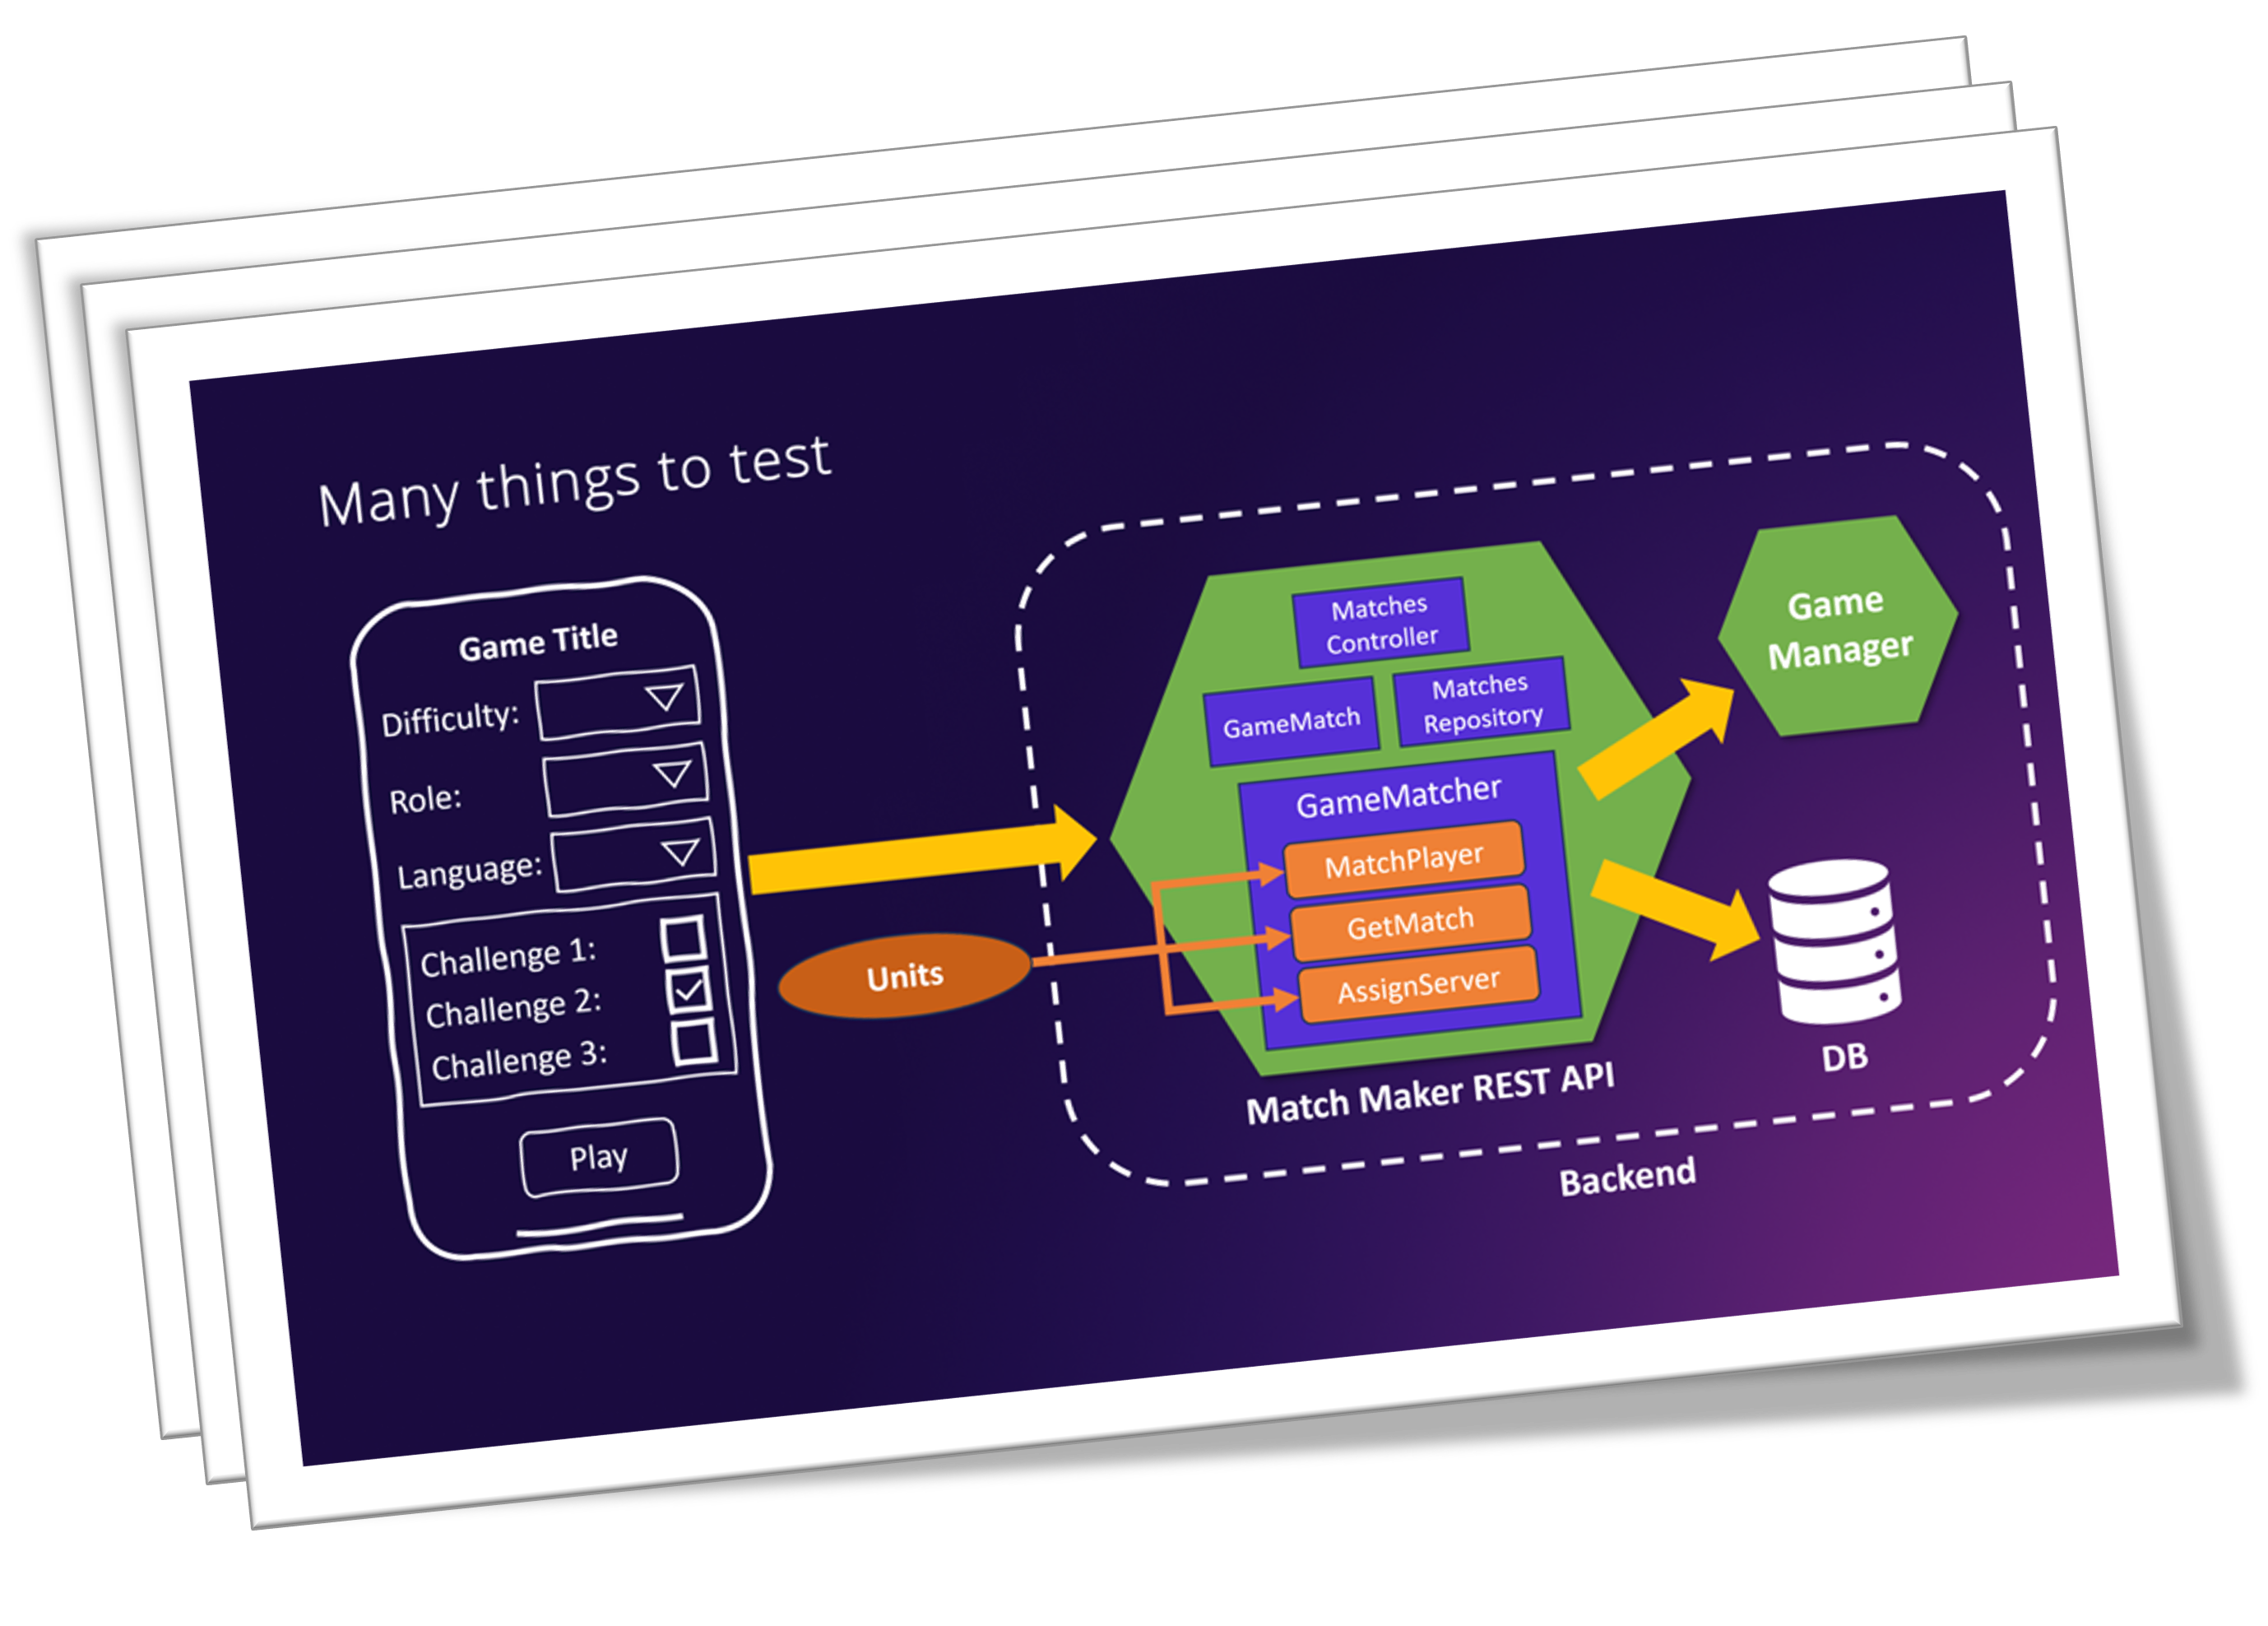 Many things to test
Game Title
Difficulty:
Role:
Language:
Challenge 1:
Challenge 2:
Challenge 3:
Play
Units
Matches
Controller
GameMatch
Matches
Repository
GameMatcher
MatchPlayer
GetMatch
AssignServer
Match Maker REST API
Game
Manager
DB
Backend